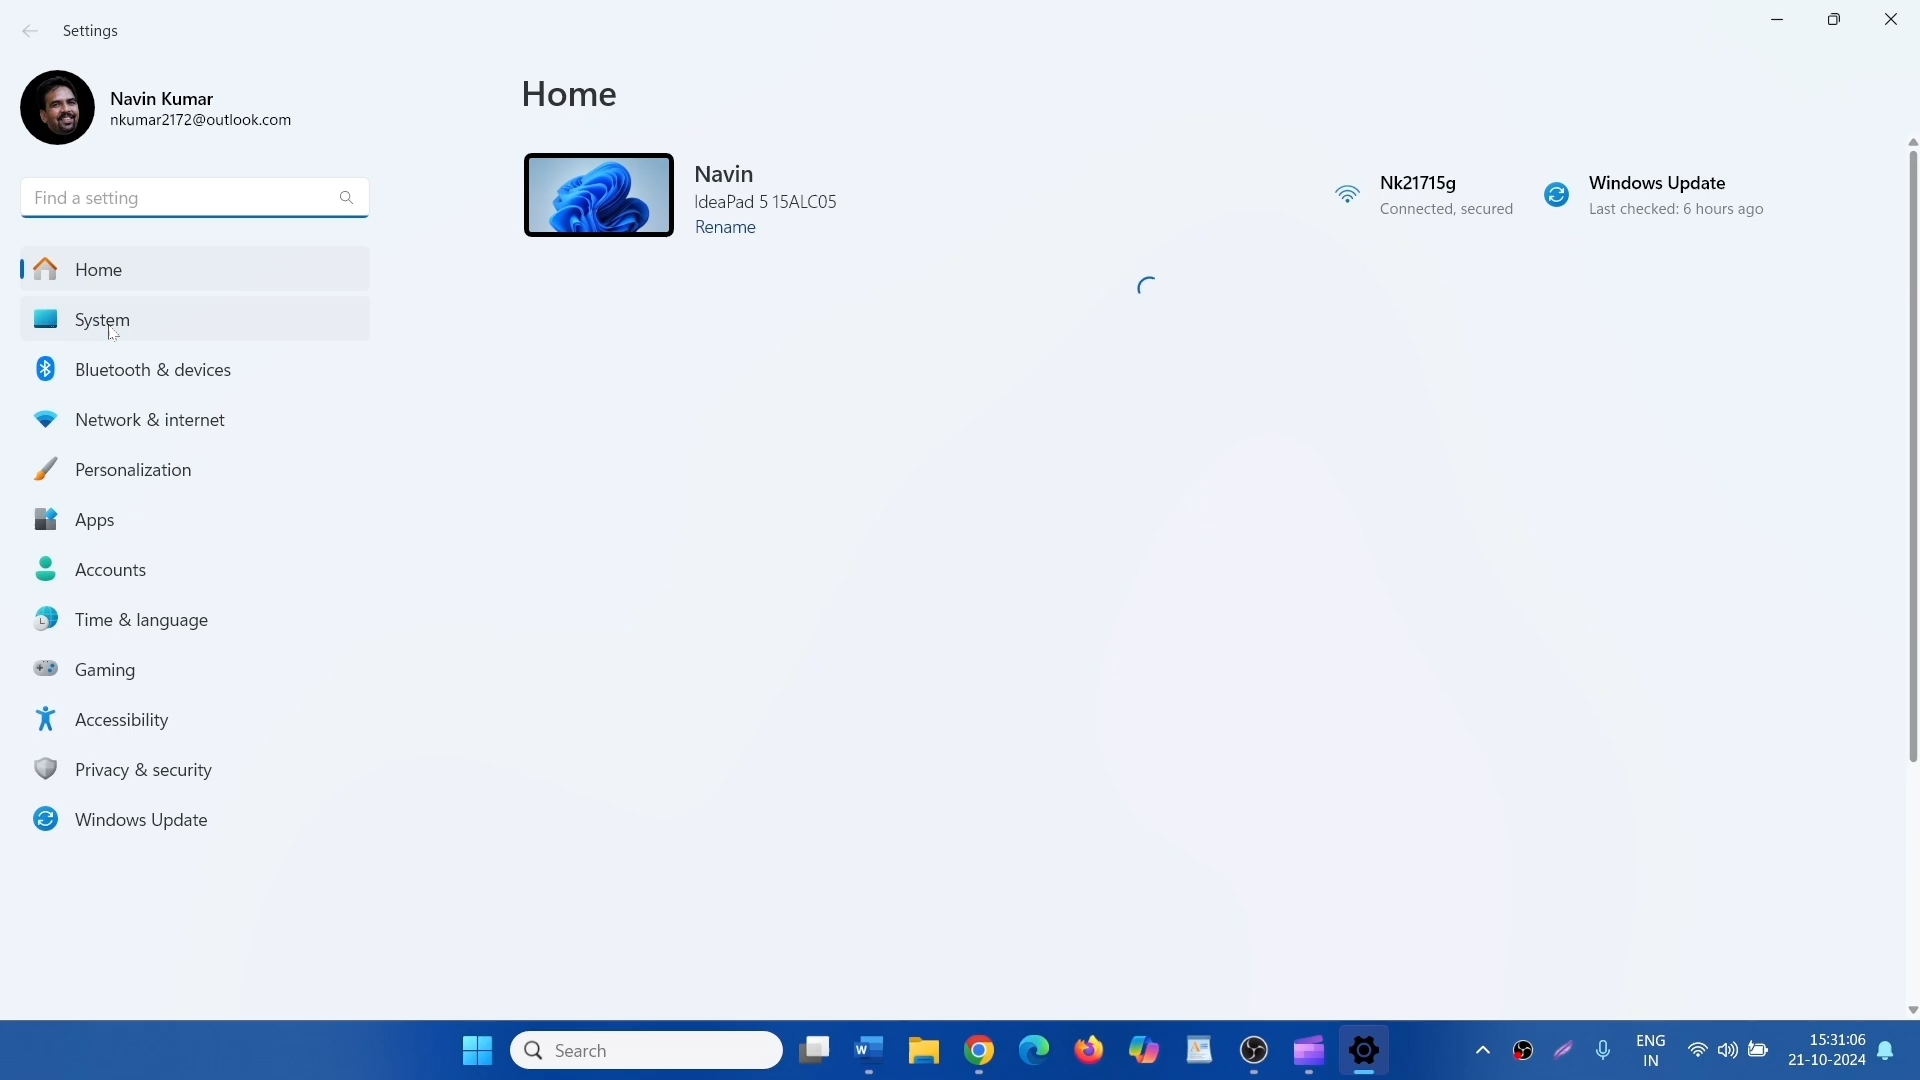 Settings
Navin Kumar
nkumar2172@outlook.com
Find a setting
Home
System
Bluetooth & devices
Network & internet
Personalization
Apps
Accounts
Time & language
Gaming
Accessibility
Privacy & security
Windows Update
Home
Navin
IdeaPad 5 15ALC05
Rename
Nk21715g
Connected, secured
Windows Update
Last checked: 6 hours ago
Search
W
ENG
IN
15:31:06
21-10-2024